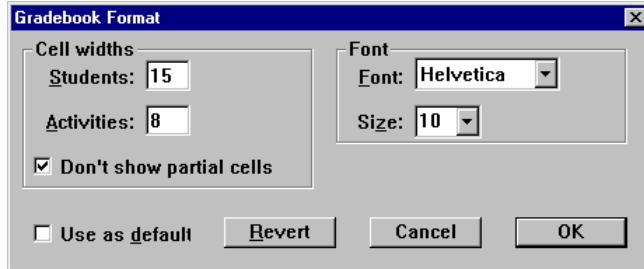 Gradebook Format
Cell widths
Students: 15
Activities: 8
Don't show partial cells
Font
Font: Helvetica
Size: 10
Use as default
Revert
Cancel
OK